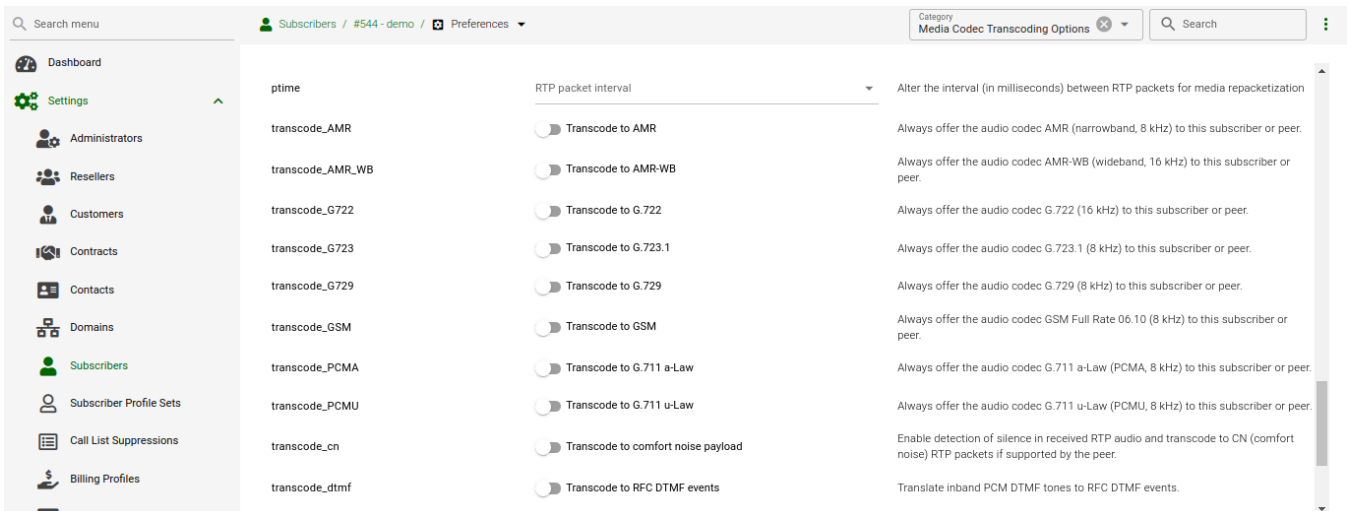 Search menu
Subscribers / #544 - demo / Preferences
Category
Media Codec Transcoding Options
Search
Dashboard
Settings
Administrators
Resellers
Customers
Contracts
Contacts
Domains
Subscribers
Subscriber Profile Sets
Call List Suppressions
Billing Profiles
ptime RTP packet interval Alter the interval (in milliseconds) between RTP packets for media repacketization
transcode_AMR Transcode to AMR Always offer the audio codec AMR (narrowband, 8 kHz) to this subscriber or peer.
transcode_AMR_WB Transcode to AMR-WB Always offer the audio codec AMR-WB (wideband, 16 kHz) to this subscriber or
peer.
transcode_G722 Transcode to G.722 Always offer the audio codec G.722 (16 kHz) to this subscriber or peer.
transcode_G723 Transcode to G.723.1 Always offer the audio codec G.723.1 (8 kHz) to this subscriber or peer.
transcode_G729 Transcode to G.729 Always offer the audio codec G.729 (8 kHz) to this subscriber or peer.
transcode_GSM Transcode to GSM Always offer the audio codec GSM Full Rate 06.10 (8 kHz) to this subscriber or
peer.
transcode_PCMA Transcode to G.711 a-Law Always offer the audio codec G.711 a-Law (PCMA, 8 kHz) to this subscriber or peer.
transcode_PCMU Transcode to G.711 u-Law Always offer the audio codec G.711 u-Law (PCMU, 8 kHz) to this subscriber or peer.
transcode_cn Transcode to comfort noise payload Enable detection of silence in received RTP audio and transcode to CN (comfort
noise) RTP packets if supported by the peer.
transcode_dtmf Transcode to RFC DTMF events Translate inband PCM DTMF tones to RFC DTMF events.